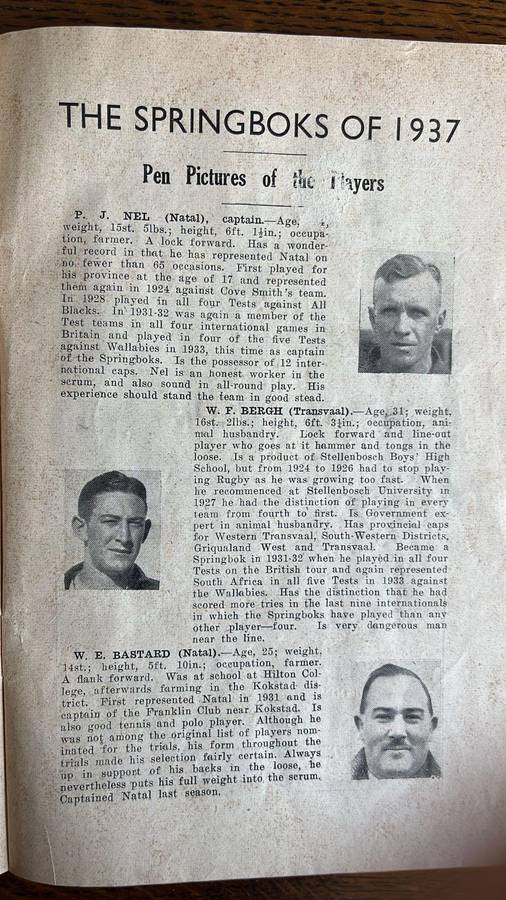 THE SPRINGBOKS OF 1937
Pen Pictures of the Players
P. J. NEL (Natal), captain.—Age,
weight, 15st. 5lbs.; height, 6ft. 1½in.; occupa-
tion, farmer. A lock forward. Has a wonder-
ful record in that he has represented Natal on
no fewer than 65 occasions. First played for
his province at the age of 17 and represented
them again in 1924 against Cove Smith's team.
In 1928 played in all four Tests against All
Blacks. In 1931-32 was again a member of the
Test teams in all four international games in
Britain and played in four of the five Tests
against Wallabies in 1933, this time as captain
of the Springboks. Is the possessor of 12 inter-
national caps. Nel is an honest worker in the
scrum, and also sound in all-round play. His
experience should stand the team in good stead.
W. F. BERGH (Transvaal).—Age, 31; weight,
16st. 2lbs.; height, 6ft. 3½in.; occupation, ani-
mal husbandry. Lock forward and line-out
player who goes at it hammer and tongs in the
loose. Is a product of Stellenbosch Boys' High
School, but from 1924 to 1926 had to stop play-
ing Rugby as he was growing too fast. When
he recommenced at Stellenbosch University in
1927 he had the distinction of playing in every
team from fourth to first. Is Government ex-
pert in animal husbandry. Has provincial caps
for Western Transvaal, South-Western Districts,
Griqualand West and Transvaal. Became a
Springbok in 1931-32 when he played in all four
Tests on the British tour and again represented
South Africa in all five Tests in 1933 against
the Wallabies. Has the distinction that he had
scored more tries in the last nine internationals
in which the Springboks have played than any
other player—four. Is very dangerous man
near the line.
W. E. BASTARD (Natal).—Age, 25; weight,
14st.; height, 5ft. 10in.; occupation, farmer.
A flank forward. Was at school at Hilton Col-
lege, afterwards farming in the Kokstad dis-
trict. First represented Natal in 1931 and is
captain of the Franklin Club near Kokstad. Is
also good tennis and polo player. Although he
was not among the original list of players nom-
inated for the trials, his form throughout the
trials made his selection fairly certain. Always
up in support of his backs in the loose, he
nevertheless puts his full weight into the scrum.
Captained Natal last season.